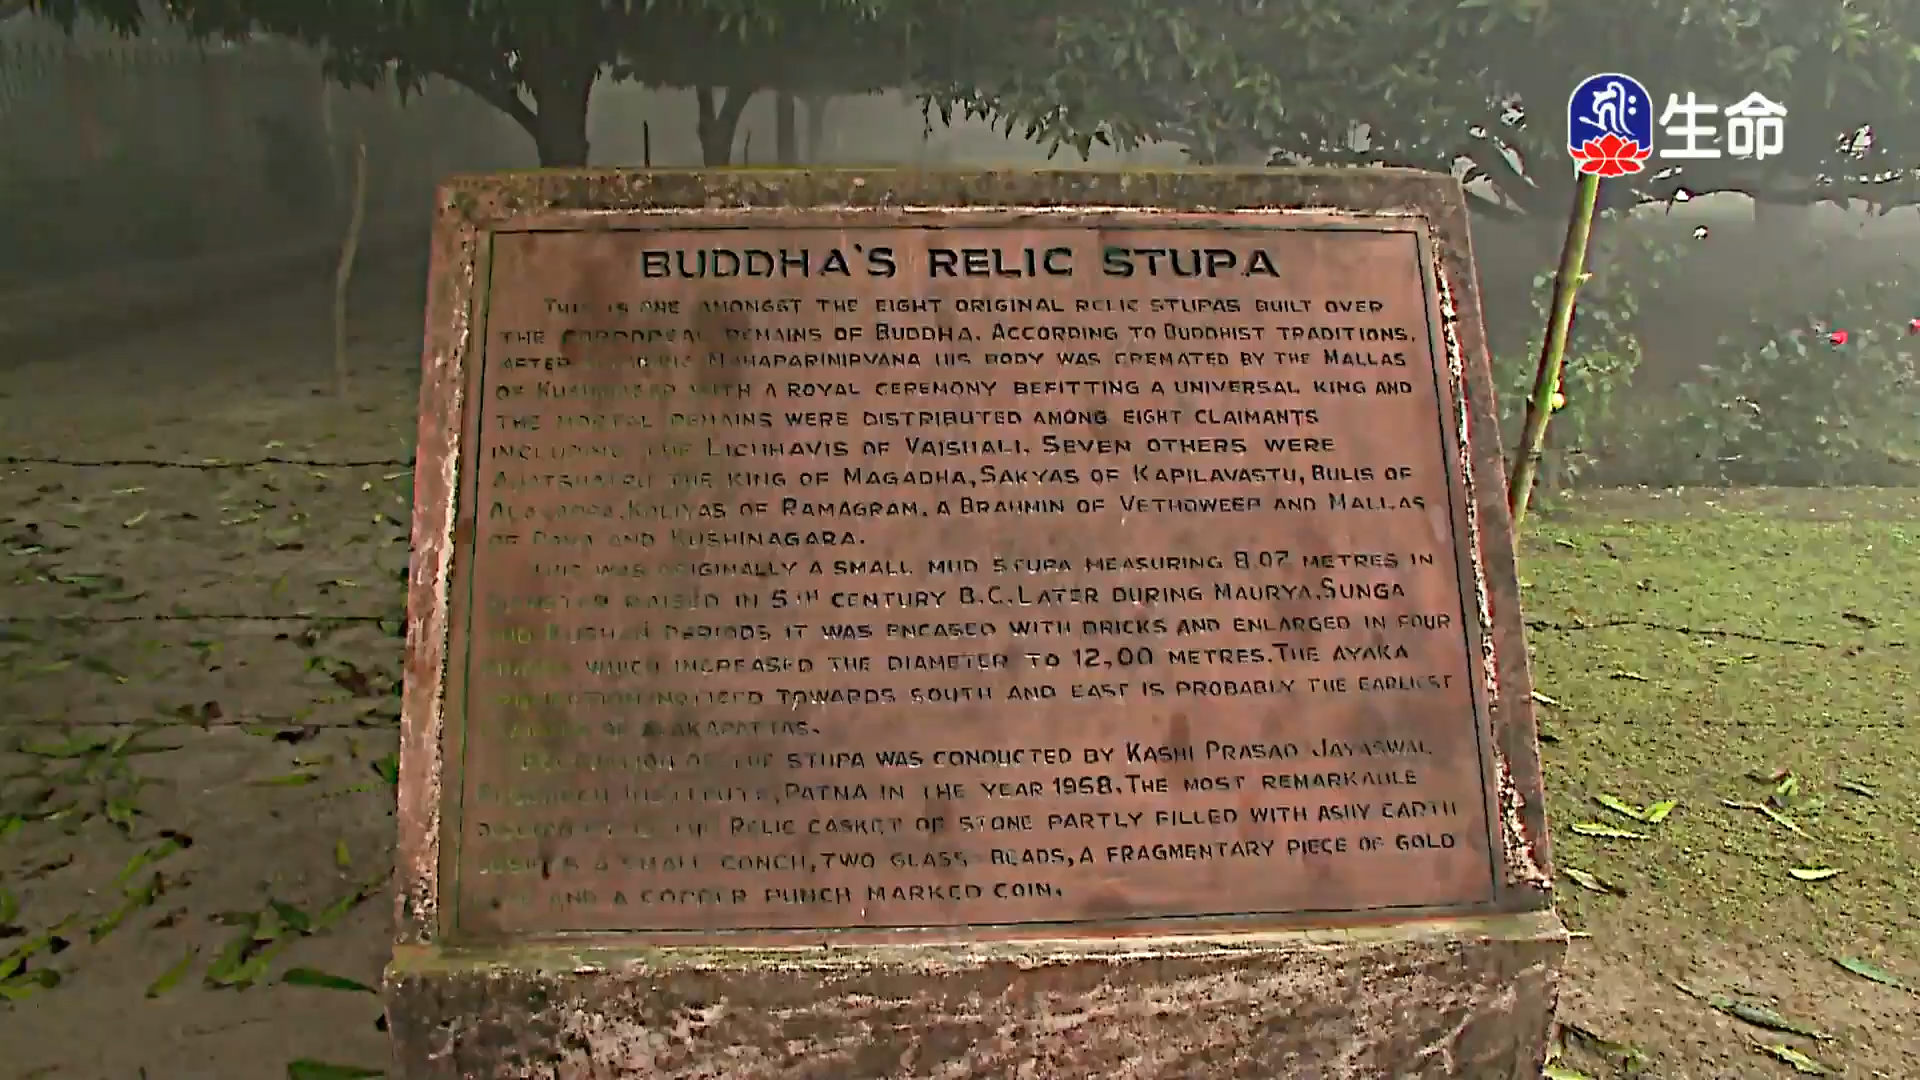 生命
BUDDHA'S RELIC STUPA
THIS IS ONE AMONGST THE EIGHT ORIGINAL RELIC STUPAS BUILT OVER
THE CORPOREAL REMAINS OF BUDDHA. ACCORDING TO BUDDHIST TRADITIONS,
AFTER MAHAPARINIRVANA HIS BODY WAS CREMATED BY THE MALLAS
OF KUSHINAGAR WITH A ROYAL CEREMONY BEFITTING A UNIVERSAL KING AND
THE MORTAL REMAINS WERE DISTRIBUTED AMONG EIGHT CLAIMANTS
INCLUDING THE LICHHAVIS OF VAISHALI. SEVEN OTHERS WERE
AJATSHATRU THE KING OF MAGADHA, SAKYAS OF KAPILAVASTU, BULIS OF
KOLIYAS OF RAMAGRAM, A BRAHMIN OF VETHDWEEP AND MALLAS
OF PAVA AND KUSHINAGARA.
THIS WAS ORIGINALLY A SMALL MUD STUPA MEASURING 8.07 METRES IN
DIAMETER RAISED IN 5TH CENTURY B.C. LATER DURING MAURYA, SUNGA
AND KUSHAN PERIODS IT WAS ENCASED WITH BRICKS AND ENLARGED IN FOUR
WHICH INCREASED THE DIAMETER TO 12,00 METRES. THE AYAKA
NOTICED TOWARDS SOUTH AND EAST IS PROBABLY THE EARLIEST
OF AYAKAPATTAS.
EXCAVATION OF THE STUPA WAS CONDUCTED BY KASHI PRASAD JAYASWAL
RESEARCH INSTITUTE, PATNA IN THE YEAR 1958. THE MOST REMARKABLE
THE RELIC CASKET OF STONE PARTLY FILLED WITH ASHY EARTH
BESIDES A SMALL CONCH, TWO GLASS BEADS, A FRAGMENTARY PIECE OF GOLD
AND A COPPER PUNCH MARKED COIN.